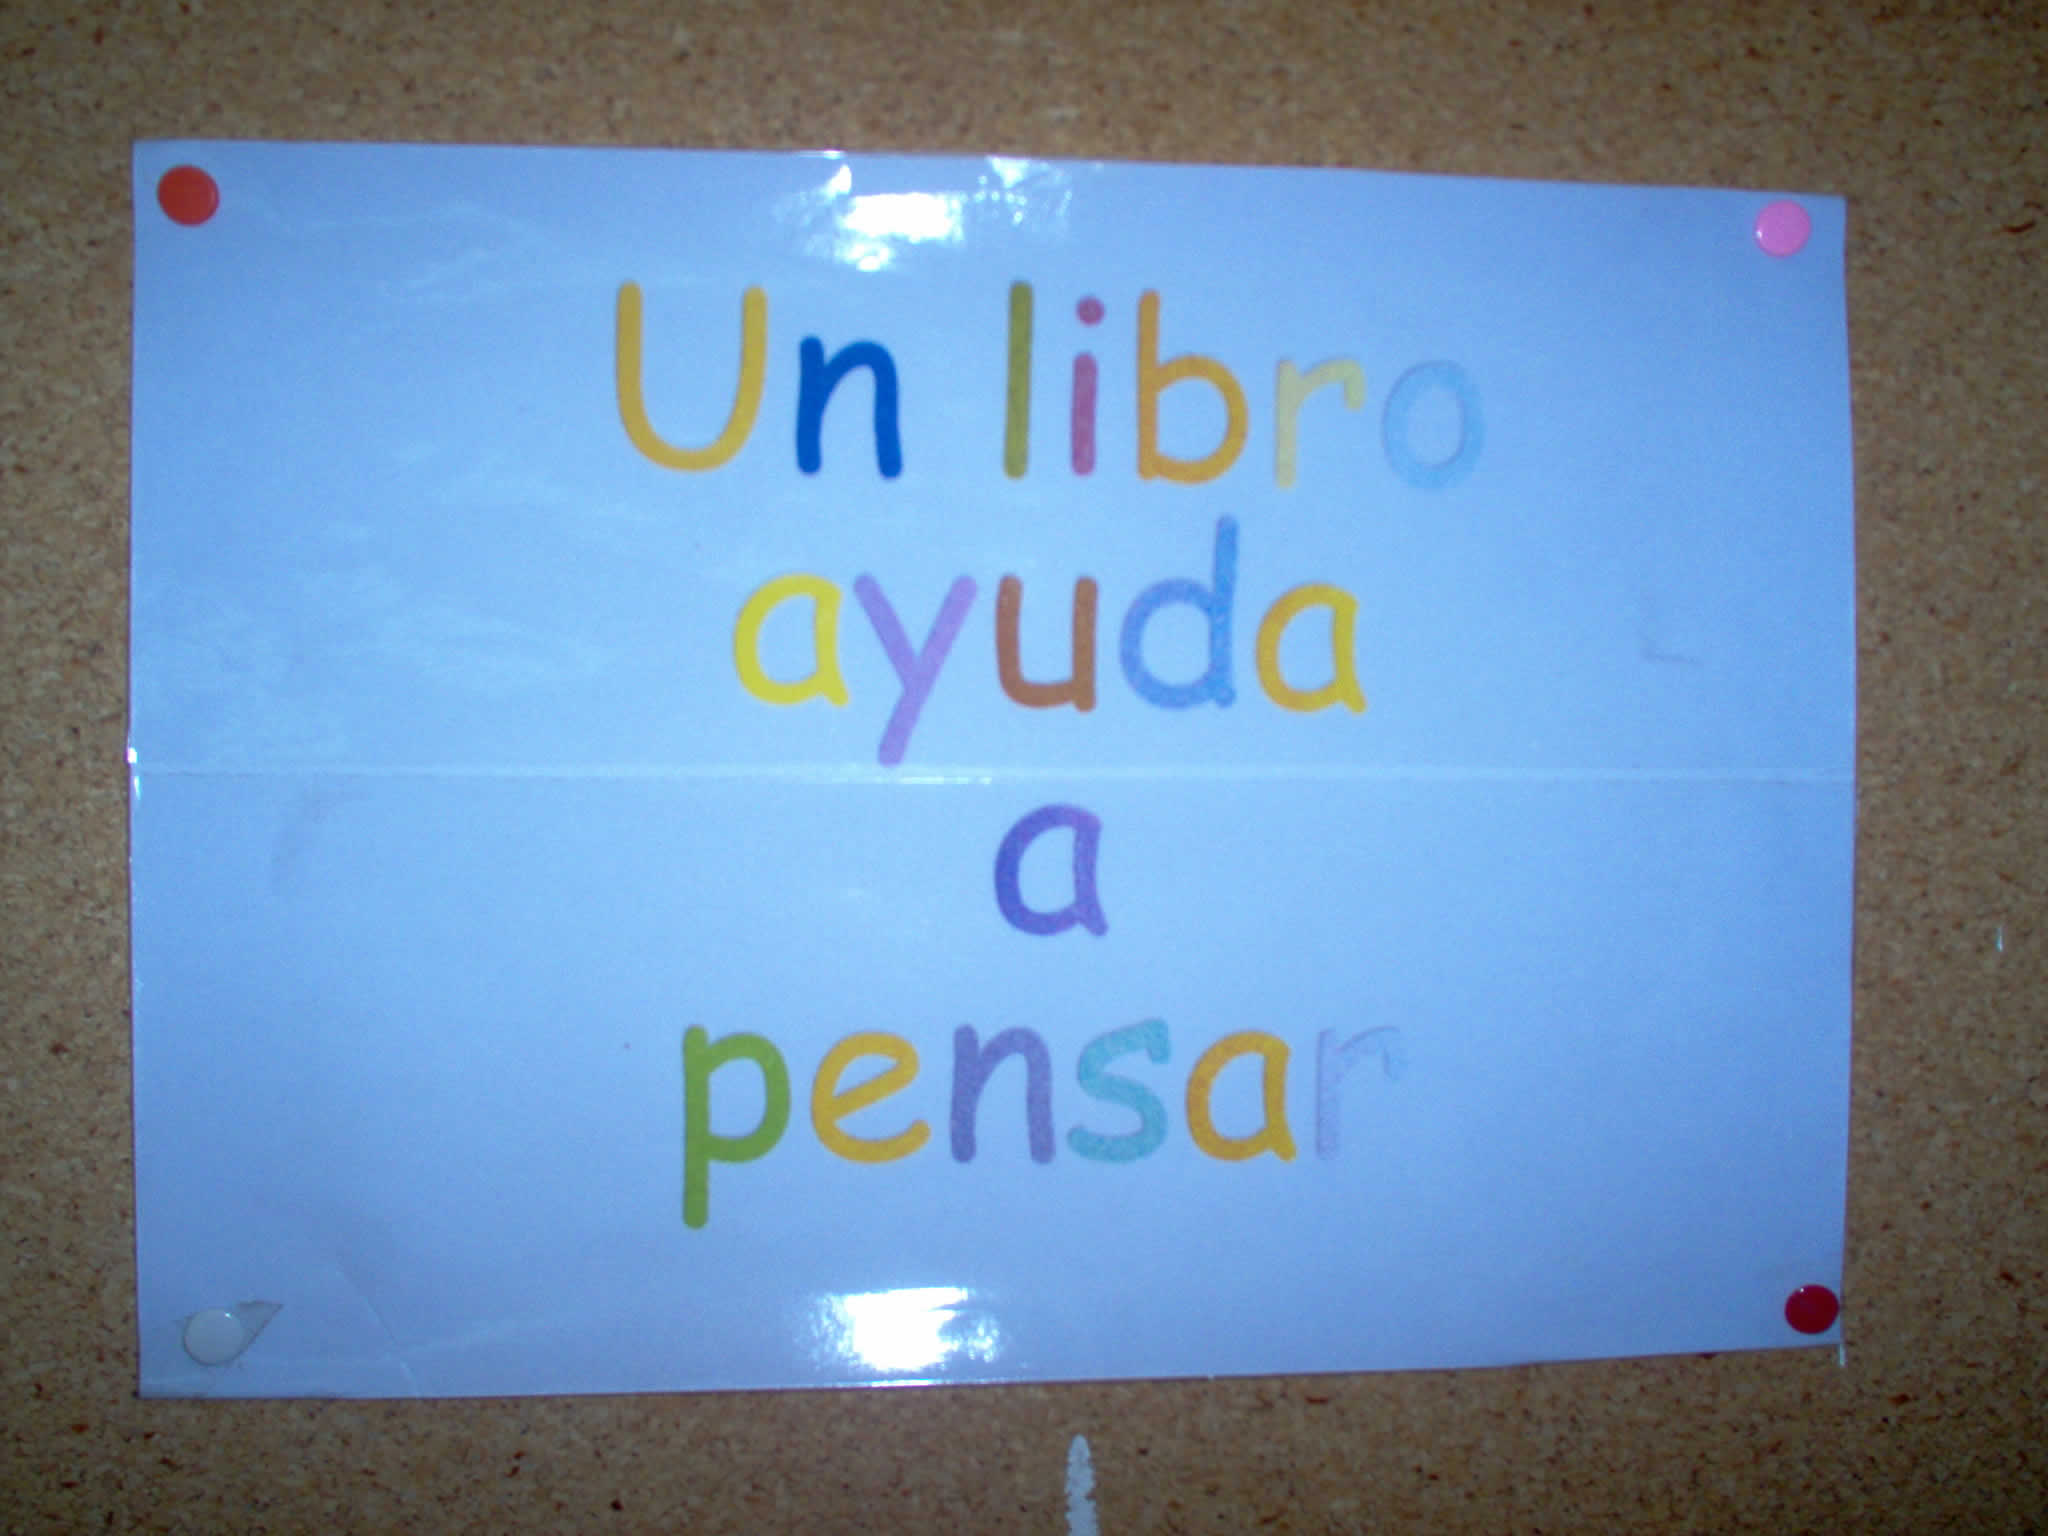 Un libro
ayuda
a
pensar